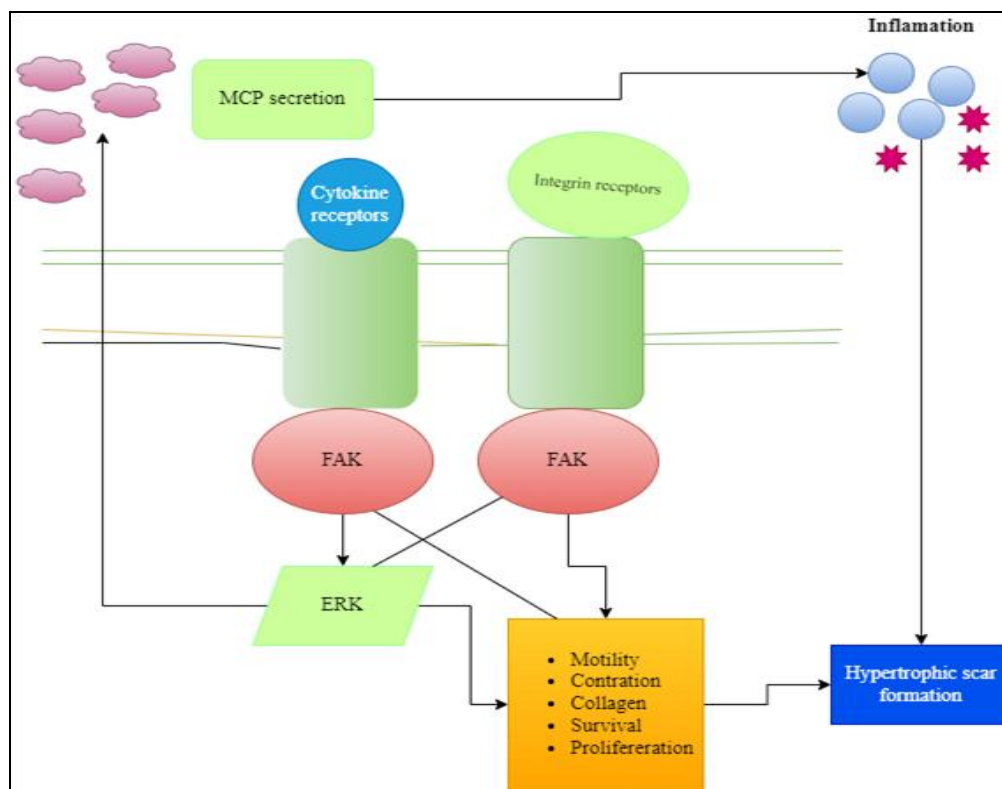 Inflamation
MCP secretion
Cytokine
receptors
Integrin receptors
FAK
FAK
ERK
• Motility
• Contration
• Collagen
• Survival
• Prolifereration
Hypertrophic scar
formation